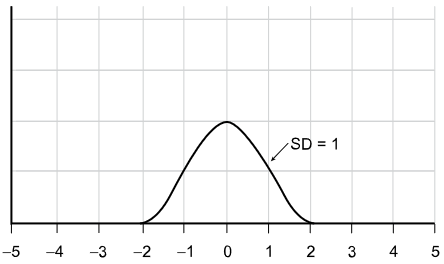 SD = 1
–5 –4 –3 –2 –1 0 1 2 3 4 5